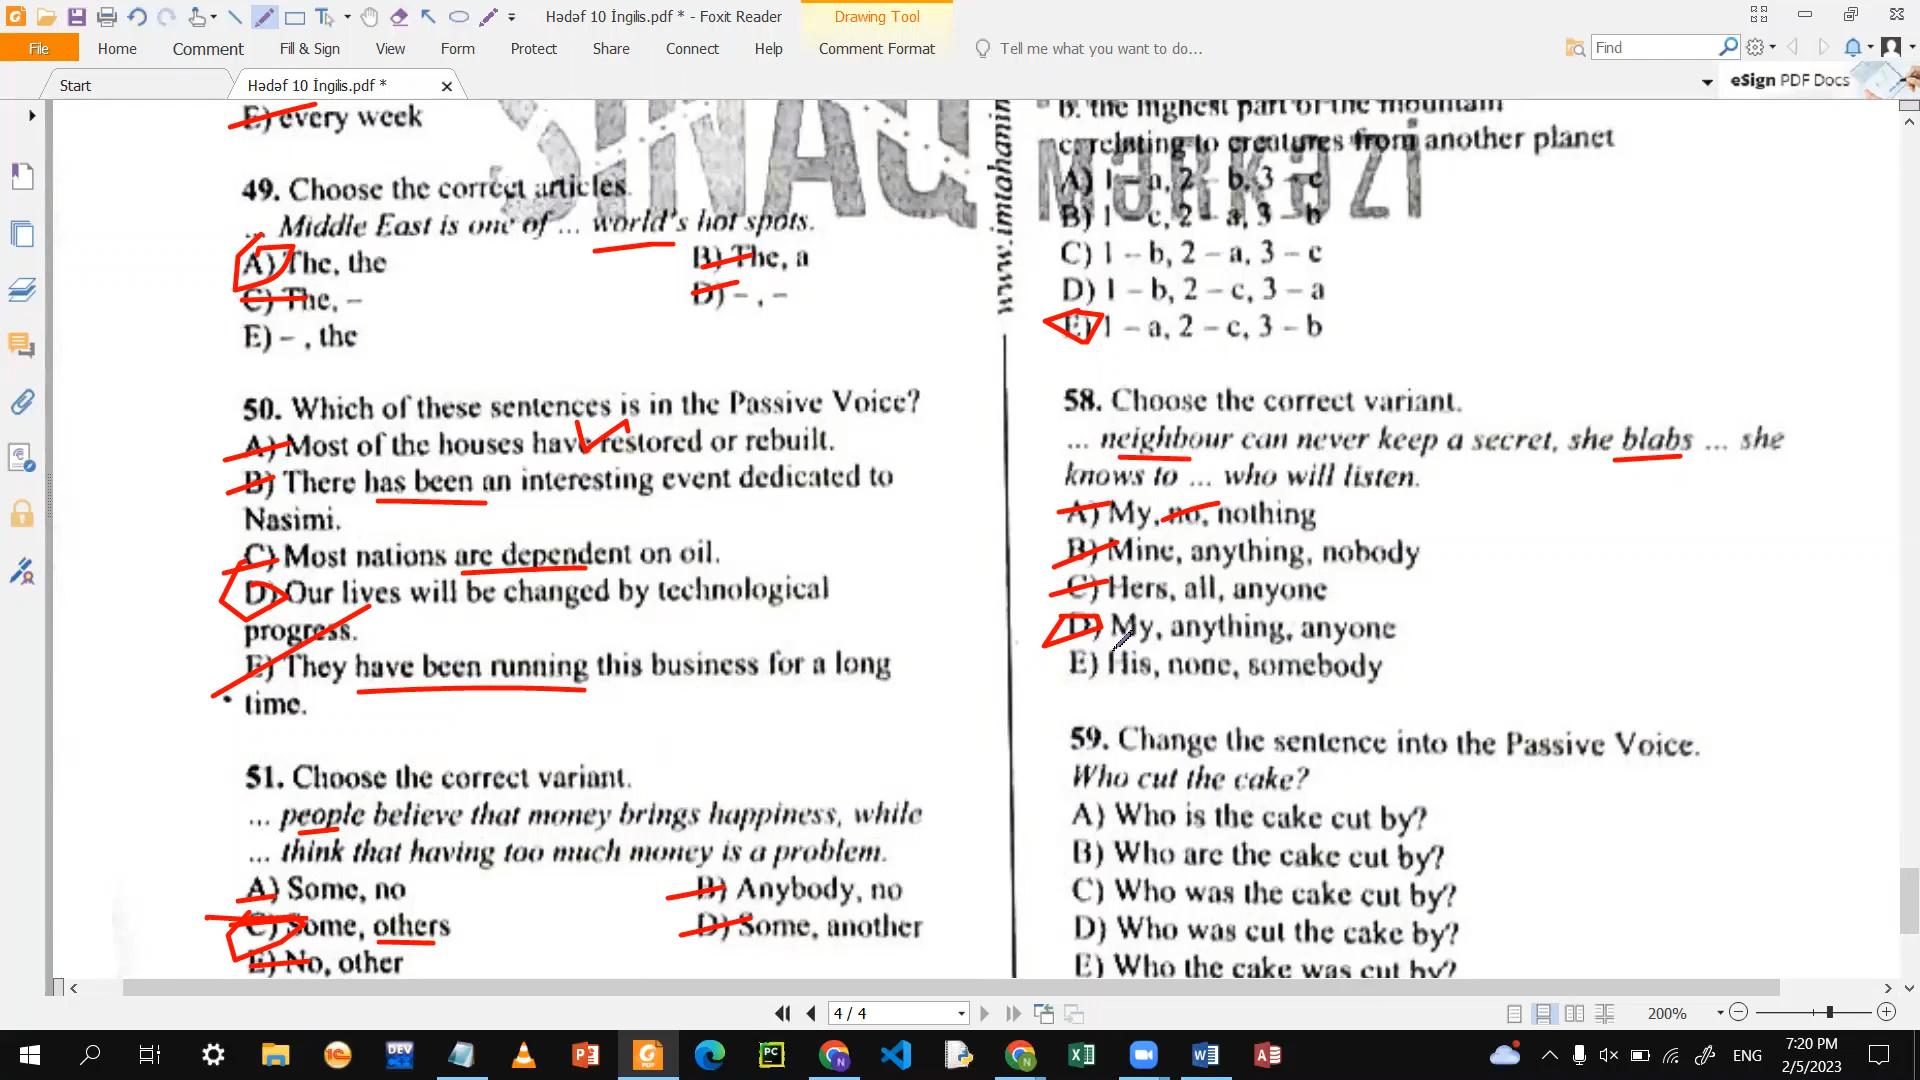 Hədəf 10 İngilis.pdf * - Foxit Reader
Drawing Tool
File
Home
Comment
Fill & Sign
View
Form
Protect
Share
Connect
Help
Comment Format
Tell me what you want to do...
Find
Start
Hədəf 10 İngilis.pdf *
eSign PDF Docs
E) every week
49. Choose the correct articles.
... Middle East is one of ... world's hot spots.
A) The, the
B) The, a
C) The, –
D) – , –
E) – , the
50. Which of these sentences is in the Passive Voice?
A) Most of the houses have restored or rebuilt.
B) There has been an interesting event dedicated to
Nasimi.
C) Most nations are dependent on oil.
D) Our lives will be changed by technological
progress.
E) They have been running this business for a long
time.
51. Choose the correct variant.
... people believe that money brings happiness, while
... think that having too much money is a problem.
A) Some, no
B) Anybody, no
C) Some, others
D) Some, another
E) No, other
SINAQ
MƏRKƏZİ
www.imtahanin
b. the highest part of the mountain
c. relating to creatures from another planet
A) 1 – a, 2 – b, 3 – c
B) 1 – c, 2 – a, 3 – b
C) 1 – b, 2 – a, 3 – c
D) 1 – b, 2 – c, 3 – a
E) 1 – a, 2 – c, 3 – b
58. Choose the correct variant.
... neighbour can never keep a secret, she blabs ... she
knows to ... who will listen.
A) My, no, nothing
B) Mine, anything, nobody
C) Hers, all, anyone
D) My, anything, anyone
E) His, none, somebody
59. Change the sentence into the Passive Voice.
Who cut the cake?
A) Who is the cake cut by?
B) Who are the cake cut by?
C) Who was the cake cut by?
D) Who was cut the cake by?
E) Who the cake was cut by?
4 / 4
200%
ENG
7:20 PM
2/5/2023